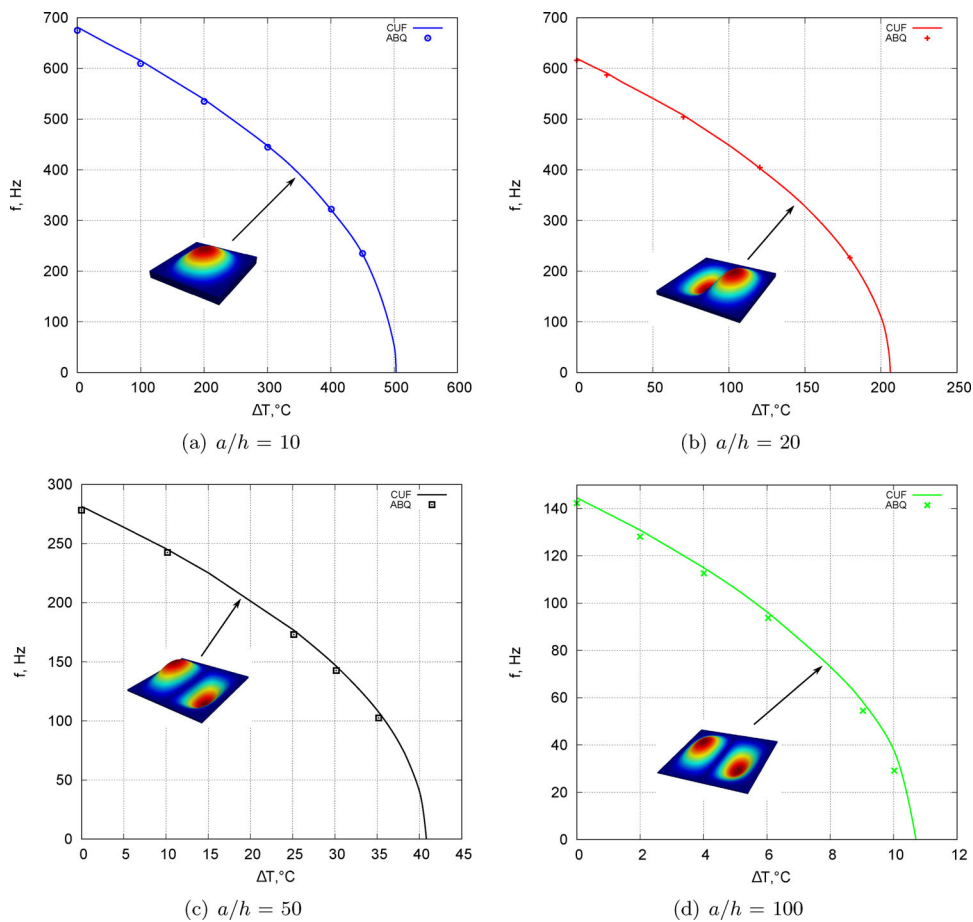 700
600
500
400
300
200
100
0
f, Hz
CUF
ABQ
0 100 200 300 400 500 600
ΔT,°C
(a) a/h = 10
700
600
500
400
300
200
100
0
f, Hz
CUF
ABQ
0 50 100 150 200 250
ΔT,°C
(b) a/h = 20
300
250
200
150
100
50
0
f, Hz
CUF
ABQ
0 5 10 15 20 25 30 35 40 45
ΔT,°C
(c) a/h = 50
140
120
100
80
60
40
20
0
f, Hz
CUF
ABQ
0 2 4 6 8 10 12
ΔT,°C
(d) a/h = 100